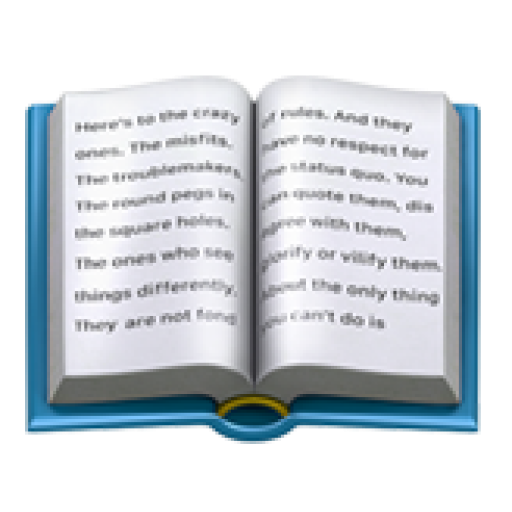 Here's to the crazy
ones. The misfits.
The troublemakers.
The round pegs in
the square holes.
The ones who see
things differently.
They are not fond
of rules. And they
have no respect for
the status quo. You
can quote them, dis
agree with them,
glorify or vilify them.
About the only thing
you can't do is